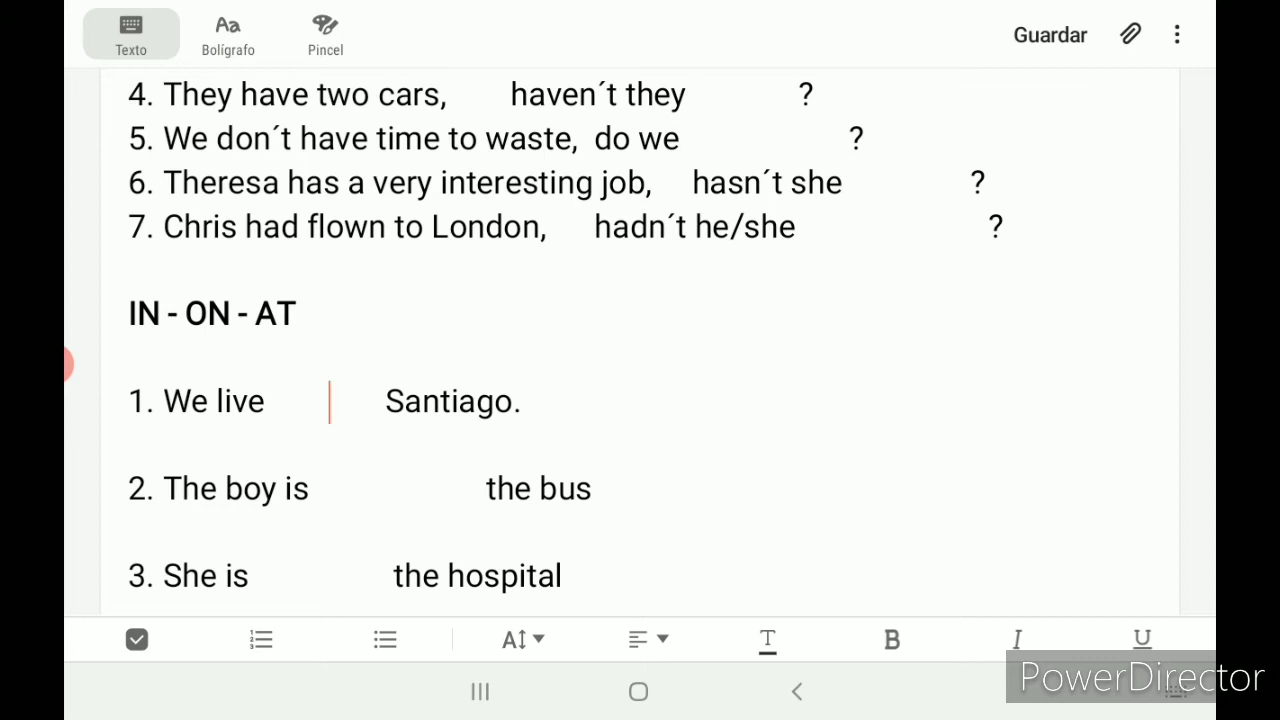 Texto Bolígrafo Pincel Guardar
4. They have two cars, haven´t they ?
5. We don´t have time to waste, do we ?
6. Theresa has a very interesting job, hasn´t she ?
7. Chris had flown to London, hadn´t he/she ?
IN - ON - AT
1. We live Santiago.
2. The boy is the bus
3. She is the hospital
PowerDirector